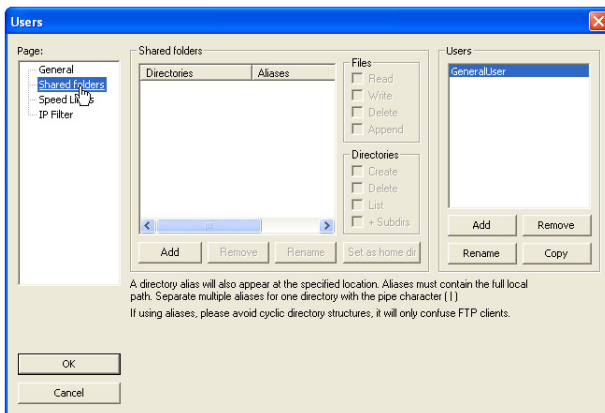 Users
Page:
General
Shared folders
Speed Limits
IP Filter
Shared folders
Directories
Aliases
Files
Read
Write
Delete
Append
Directories
Create
Delete
List
+ Subdirs
Add
Remove
Rename
Set as home dir
Users
GeneralUser
Add
Remove
Rename
Copy
A directory alias will also appear at the specified location. Aliases must contain the full local
path. Separate multiple aliases for one directory with the pipe character ( | )
If using aliases, please avoid cyclic directory structures, it will only confuse FTP clients.
OK
Cancel